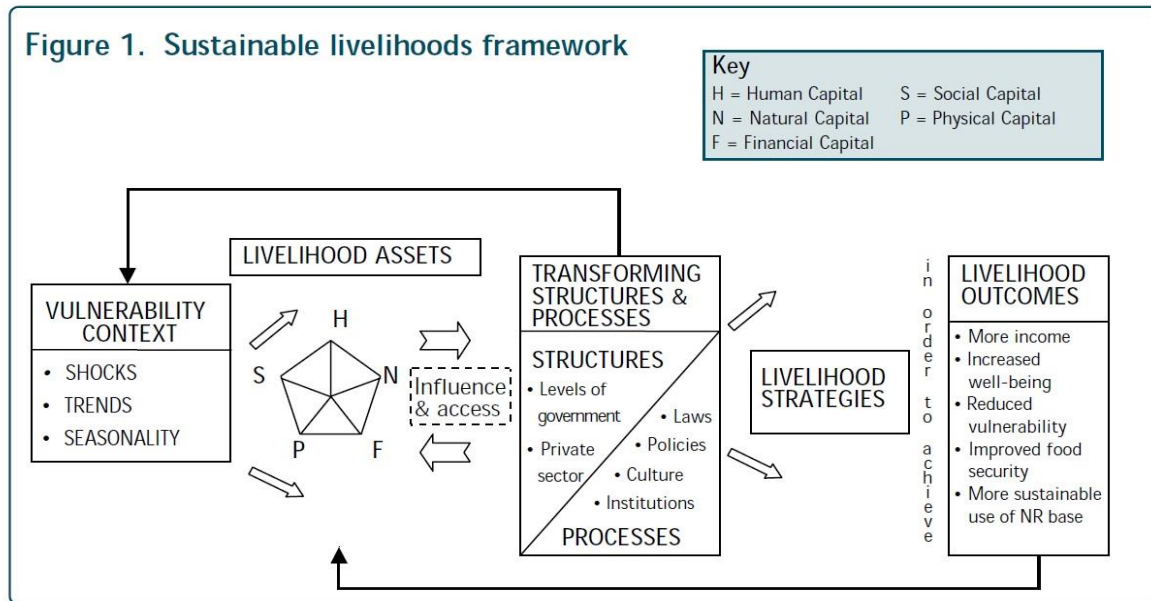 Figure 1. Sustainable livelihoods framework
Key
H = Human Capital S = Social Capital
N = Natural Capital P = Physical Capital
F = Financial Capital
VULNERABILITY
CONTEXT
• SHOCKS
• TRENDS
• SEASONALITY
LIVELIHOOD ASSETS
H
S
N
P
F
Influence
& access
TRANSFORMING
STRUCTURES &
PROCESSES
STRUCTURES
• Levels of
government
• Private
sector
• Laws
• Policies
• Culture
• Institutions
PROCESSES
LIVELIHOOD
STRATEGIES
in order to achieve
LIVELIHOOD
OUTCOMES
• More income
• Increased
well-being
• Reduced
vulnerability
• Improved food
security
• More sustainable
use of NR base